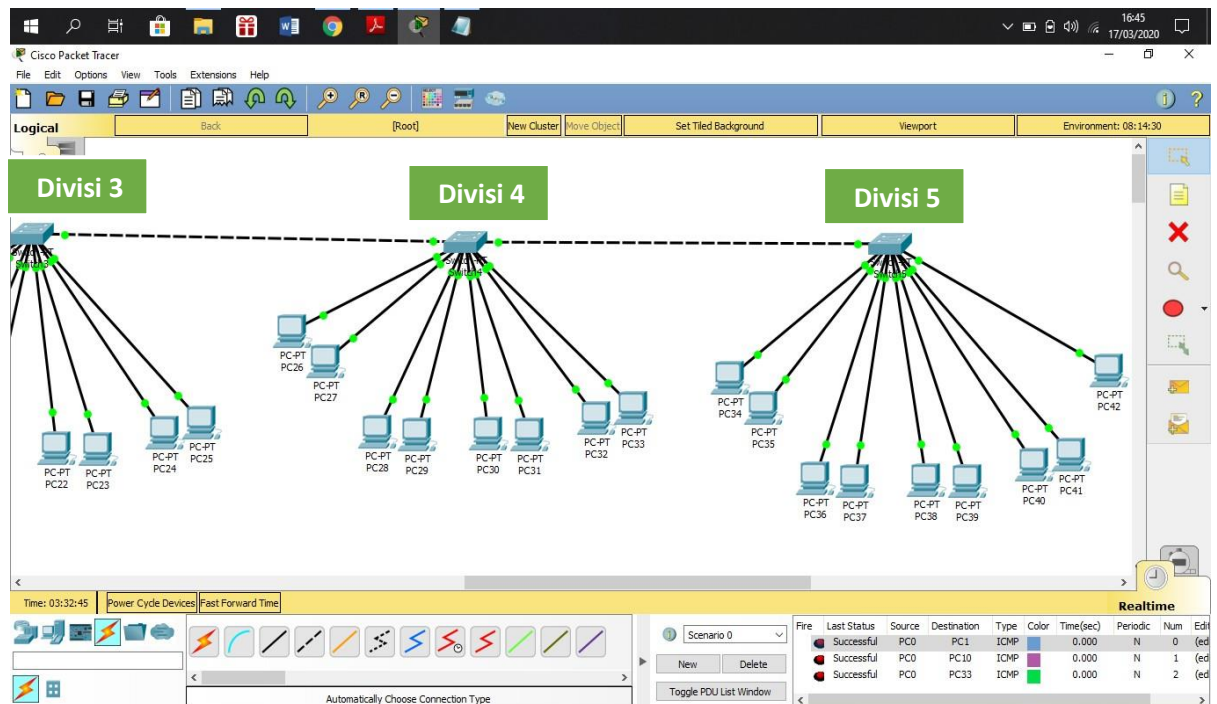 16:45
17/03/2020
Cisco Packet Tracer
File Edit Options View Tools Extensions Help
Logical Back [Root] New Cluster Move Object Set Tiled Background Viewport Environment: 08:14:30
Divisi 3 Divisi 4 Divisi 5
Switch3
Switch4
Switch5
PC-PT
PC22
PC-PT
PC23
PC-PT
PC24
PC-PT
PC25
PC-PT
PC26
PC-PT
PC27
PC-PT
PC28
PC-PT
PC29
PC-PT
PC30
PC-PT
PC31
PC-PT
PC32
PC-PT
PC33
PC-PT
PC34
PC-PT
PC35
PC-PT
PC36
PC-PT
PC37
PC-PT
PC38
PC-PT
PC39
PC-PT
PC40
PC-PT
PC41
PC-PT
PC42
Time: 03:32:45 Power Cycle Devices Fast Forward Time
Realtime
Automatically Choose Connection Type
Scenario 0
New Delete
Toggle PDU List Window
Fire Last Status Source Destination Type Color Time(sec) Periodic Num Edit
Successful PC0 PC1 ICMP 0.000 N 0 (ed
Successful PC0 PC10 ICMP 0.000 N 1 (ed
Successful PC0 PC33 ICMP 0.000 N 2 (ed